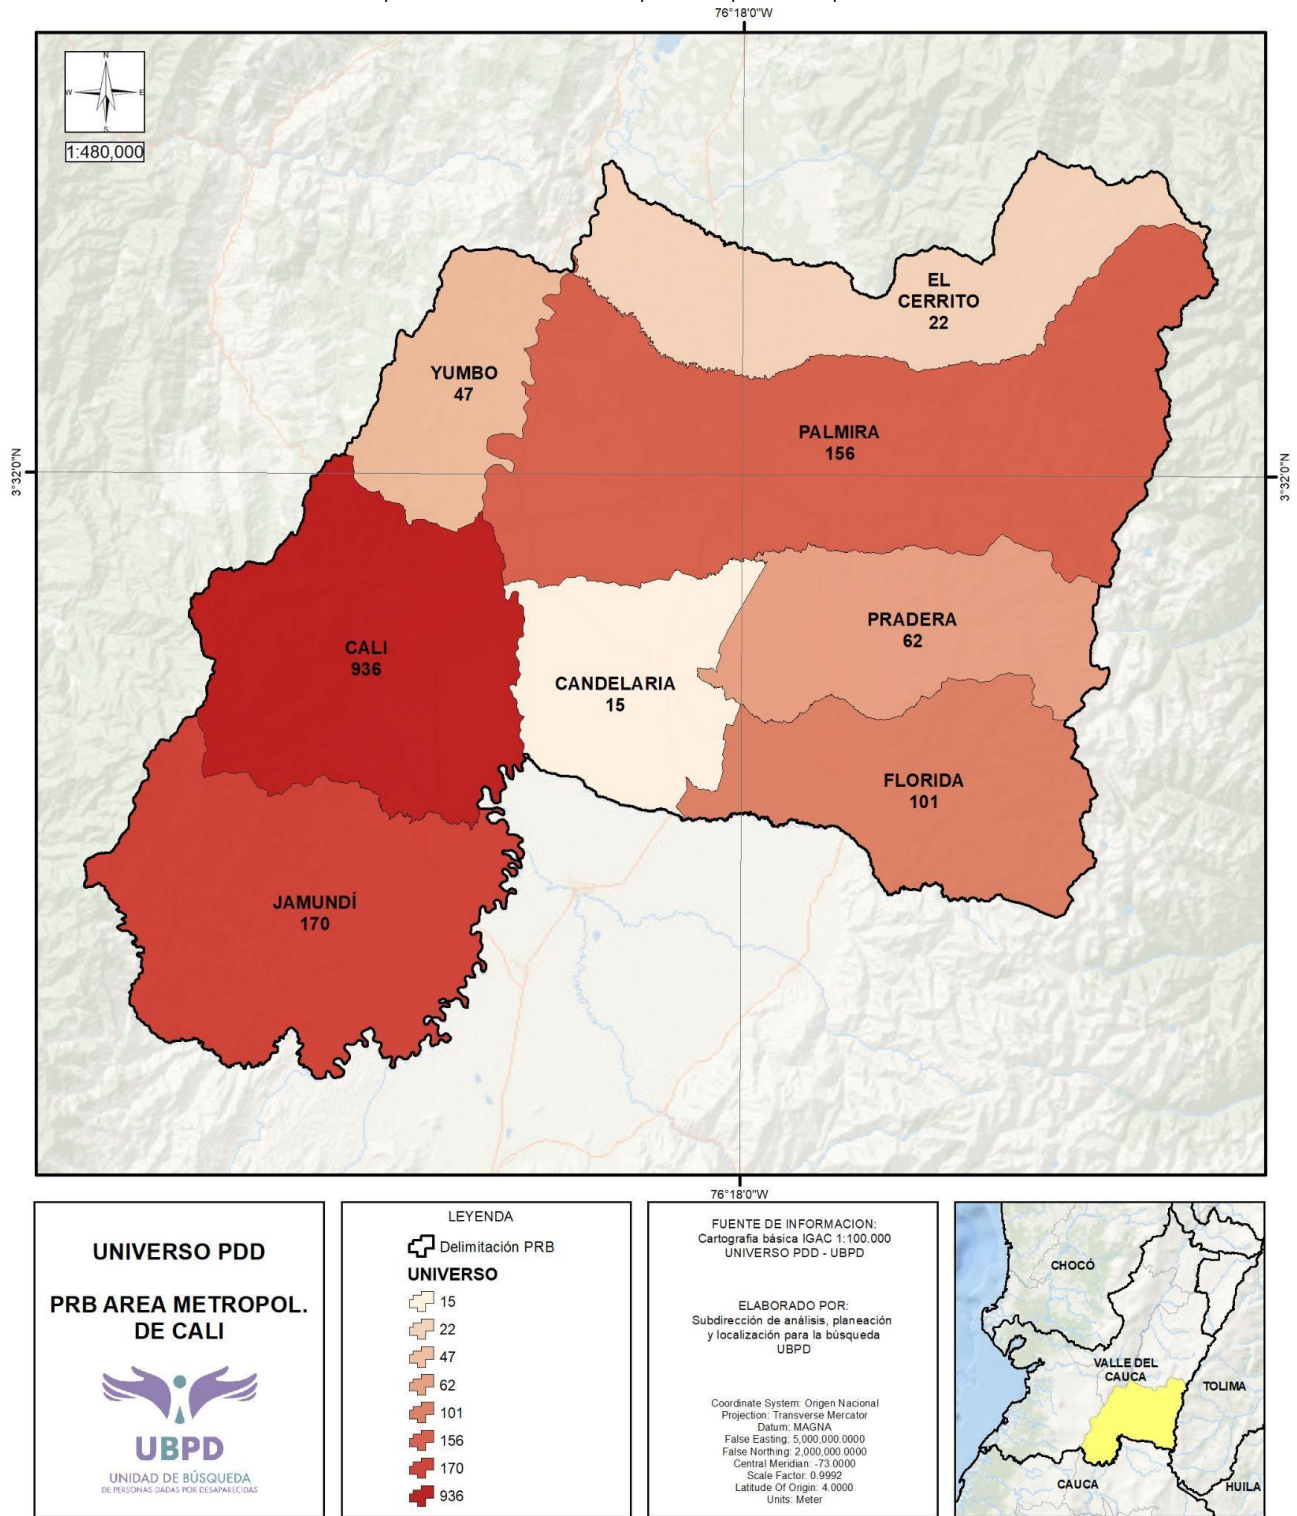 76°18'0"W
N
W
E
S
1:480,000
EL
CERRITO
22
YUMBO
47
PALMIRA
156
3°32'0"N
3°32'0"N
PRADERA
62
CALI
936
CANDELARIA
15
FLORIDA
101
JAMUNDÍ
170
76°18'0"W
UNIVERSO PDD
PRB AREA METROPOL.
DE CALI
UBPD
UNIDAD DE BÚSQUEDA
DE PERSONAS DADAS POR DESAPARECIDAS
LEYENDA
Delimitación PRB
UNIVERSO
15
22
47
62
101
156
170
936
FUENTE DE INFORMACION:
Cartografia básica IGAC 1:100.000
UNIVERSO PDD - UBPD
ELABORADO POR:
Subdirección de análisis, planeación
y localización para la búsqueda
UBPD
Coordinate System: Origen Nacional
Projection: Transverse Mercator
Datum: MAGNA
False Easting: 5,000,000.0000
False Northing: 2,000,000.0000
Central Meridian: -73.0000
Scale Factor: 0.9992
Latitude Of Origin: 4.0000
Units: Meter
CHOCÓ
VALLE DEL
CAUCA
TOLIMA
CAUCA
HUILA